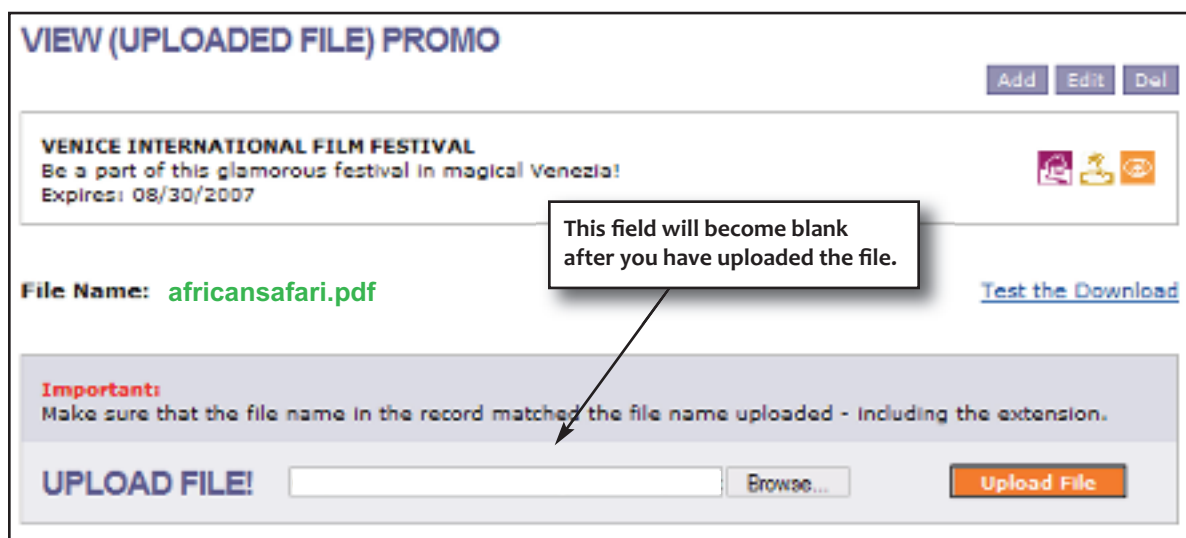 VIEW (UPLOADED FILE) PROMO
Add Edit Del
VENICE INTERNATIONAL FILM FESTIVAL
Be a part of this glamorous festival in magical Venezia!
Expires: 08/30/2007
This field will become blank
after you have uploaded the file.
File Name: africansafari.pdf
Test the Download
Important:
Make sure that the file name in the record matched the file name uploaded - including the extension.
UPLOAD FILE!
Browse...
Upload File